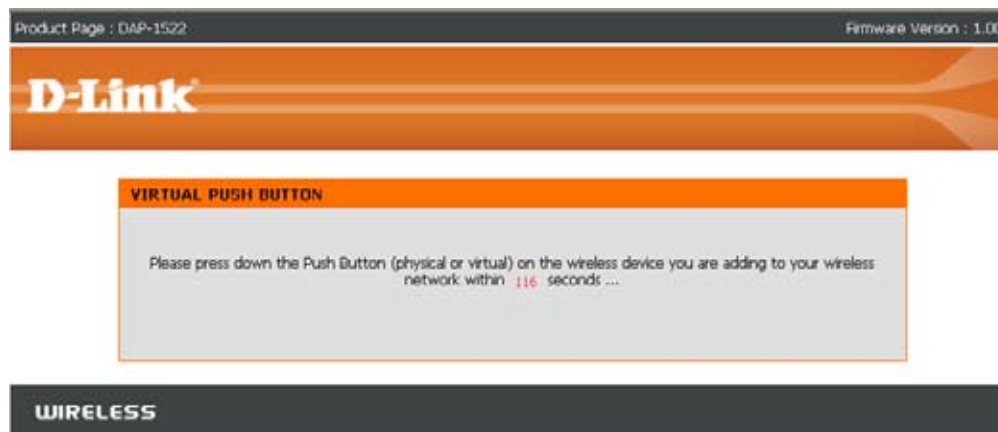 Product Page : DAP-1522 Firmware Version : 1.00
D-Link
VIRTUAL PUSH BUTTON
Please press down the Push Button (physical or virtual) on the wireless device you are adding to your wireless
network within 116 seconds ...
WIRELESS